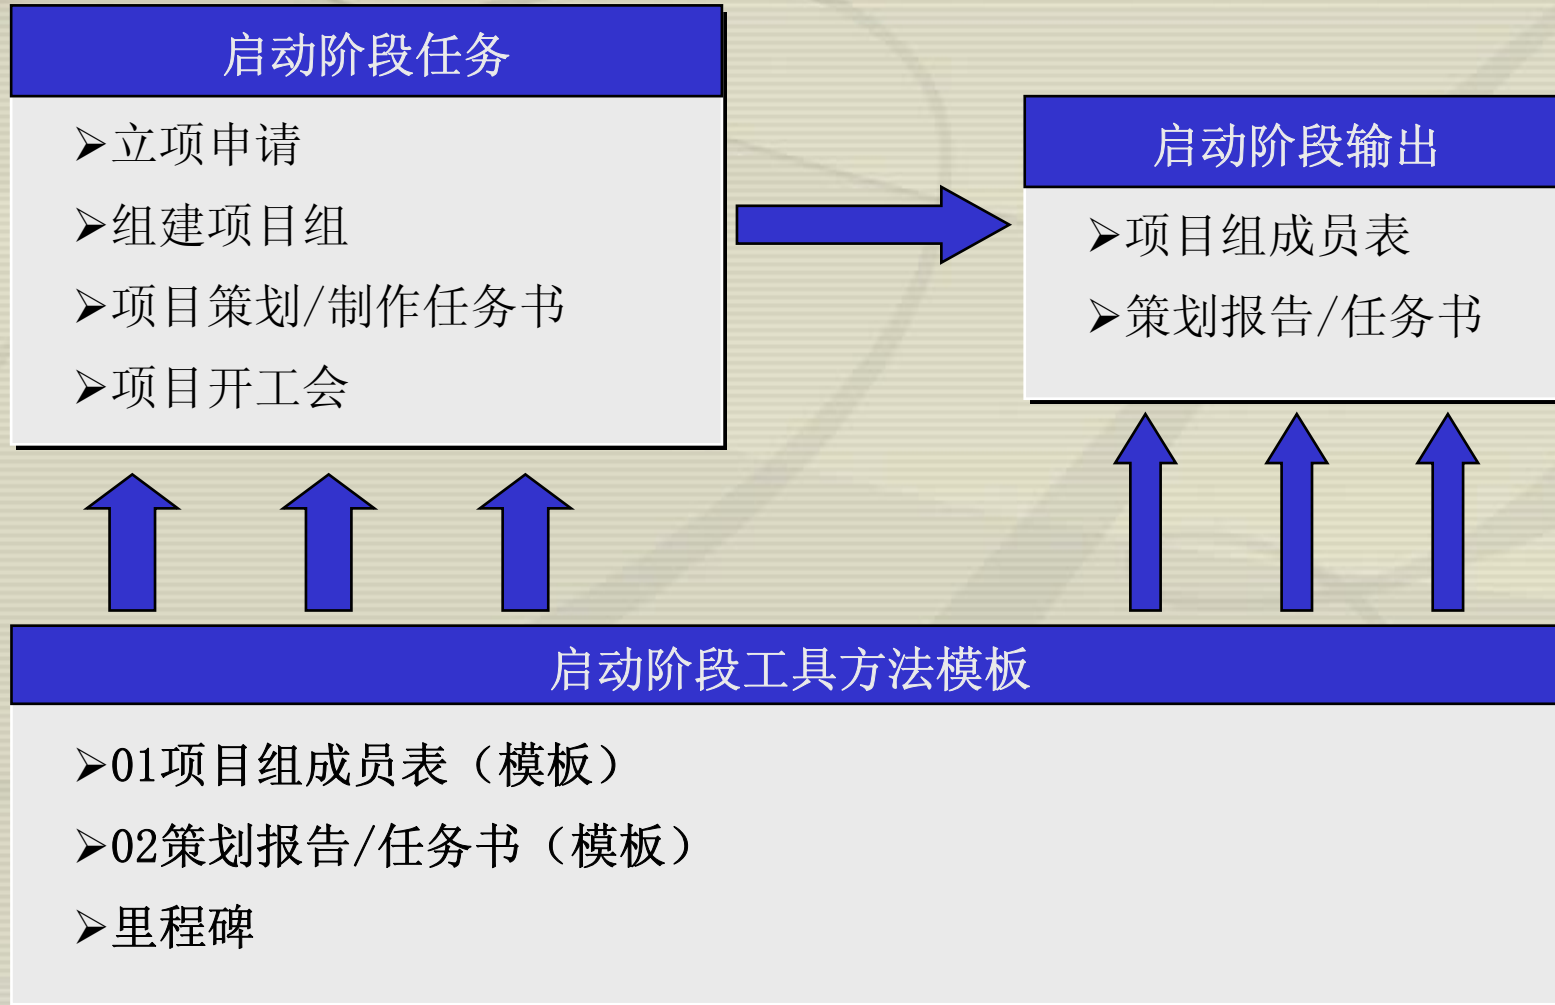 启动阶段任务
➢立项申请
➢组建项目组
➢项目策划/制作任务书
➢项目开工会
启动阶段输出
➢项目组成员表
➢策划报告/任务书
启动阶段工具方法模板
➢01项目组成员表（模板）
➢02策划报告/任务书（模板）
➢里程碑